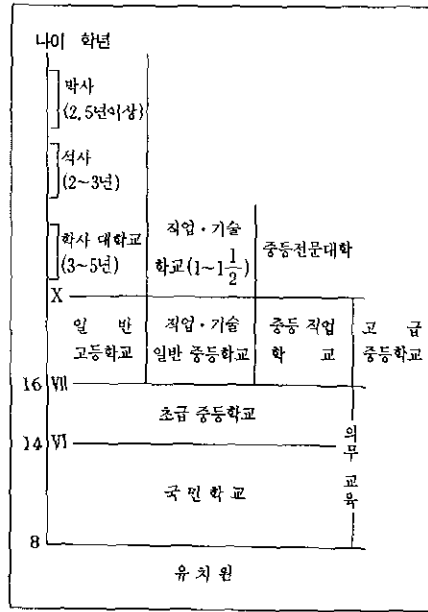 나이 학년
박사
(2.5년이상)
석사
(2~3년)
학사 대학교
(3~5년)
직업·기술
학교(1~1 1/2)
중등전문대학
X
일 반
고등학교
직업·기술
일반 중등학교
중등 직업
학 교
고 급
중등학교
16 Ⅶ
초급 중등학교
14 Ⅵ
국민학교
의무교육
8
유치원